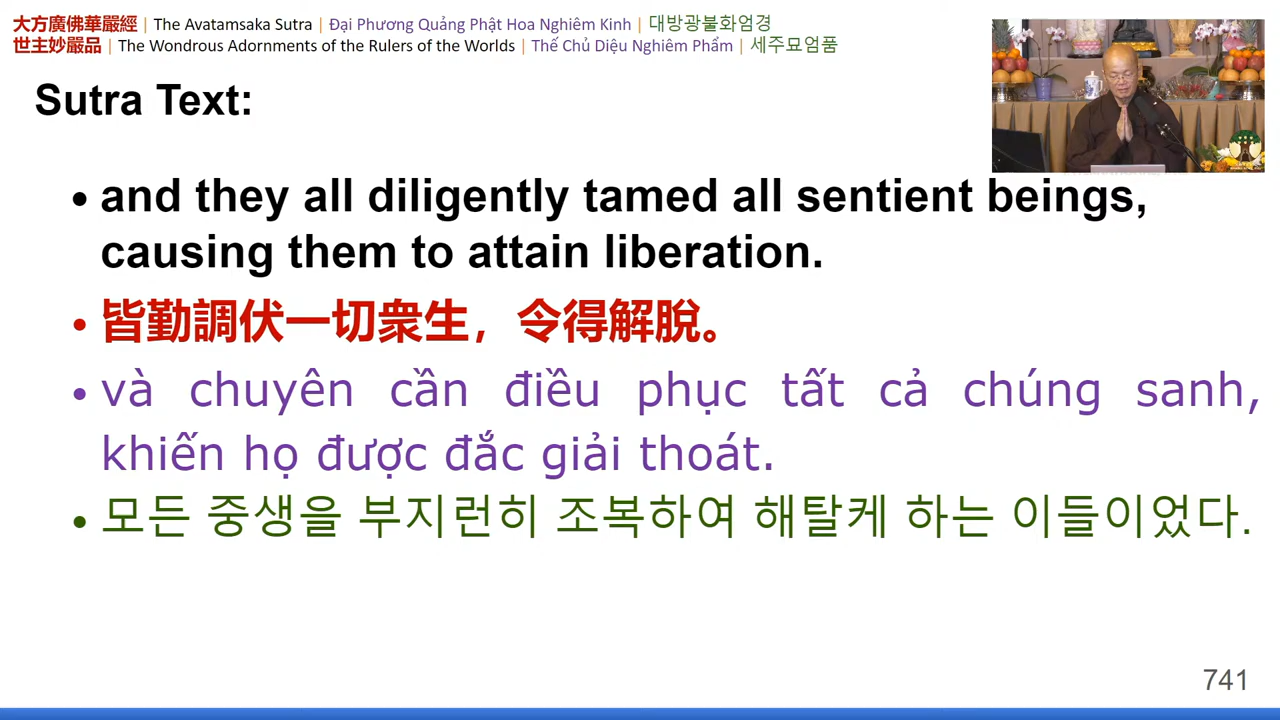 大方廣佛華嚴經 | The Avatamsaka Sutra | Đại Phương Quảng Phật Hoa Nghiêm Kinh | 대방광불화엄경
世主妙嚴品 | The Wondrous Adornments of the Rulers of the Worlds | Thế Chủ Diệu Nghiêm Phẩm | 세주묘엄품
Sutra Text:
• and they all diligently tamed all sentient beings,
causing them to attain liberation.
• 皆勤調伏一切衆生，令得解脫。
• và chuyên cần điều phục tất cả chúng sanh,
khiến họ được đắc giải thoát.
• 모든 중생을 부지런히 조복하여 해탈케 하는 이들이었다.
741